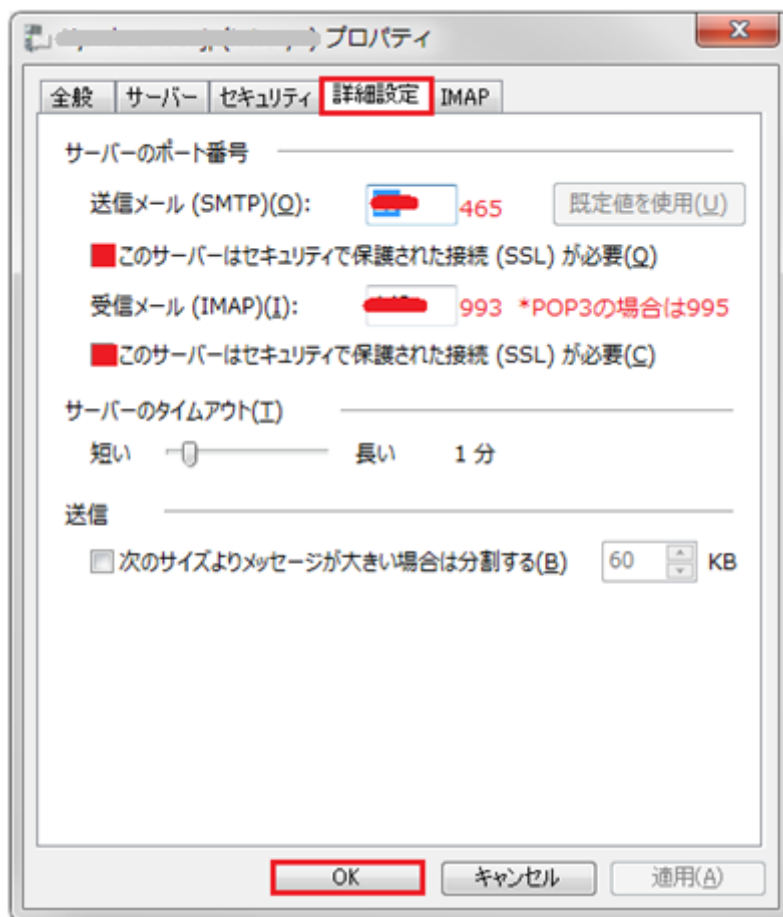 プロパティ
全般 サーバー セキュリティ 詳細設定 IMAP
サーバーのポート番号
送信メール (SMTP)(O): 465 既定値を使用(U)
このサーバーはセキュリティで保護された接続 (SSL) が必要(Q)
受信メール (IMAP)(I): 993 *POP3の場合は995
このサーバーはセキュリティで保護された接続 (SSL) が必要(C)
サーバーのタイムアウト(T)
短い 長い 1 分
送信
次のサイズよりメッセージが大きい場合は分割する(B) 60 KB
OK キャンセル 適用(A)